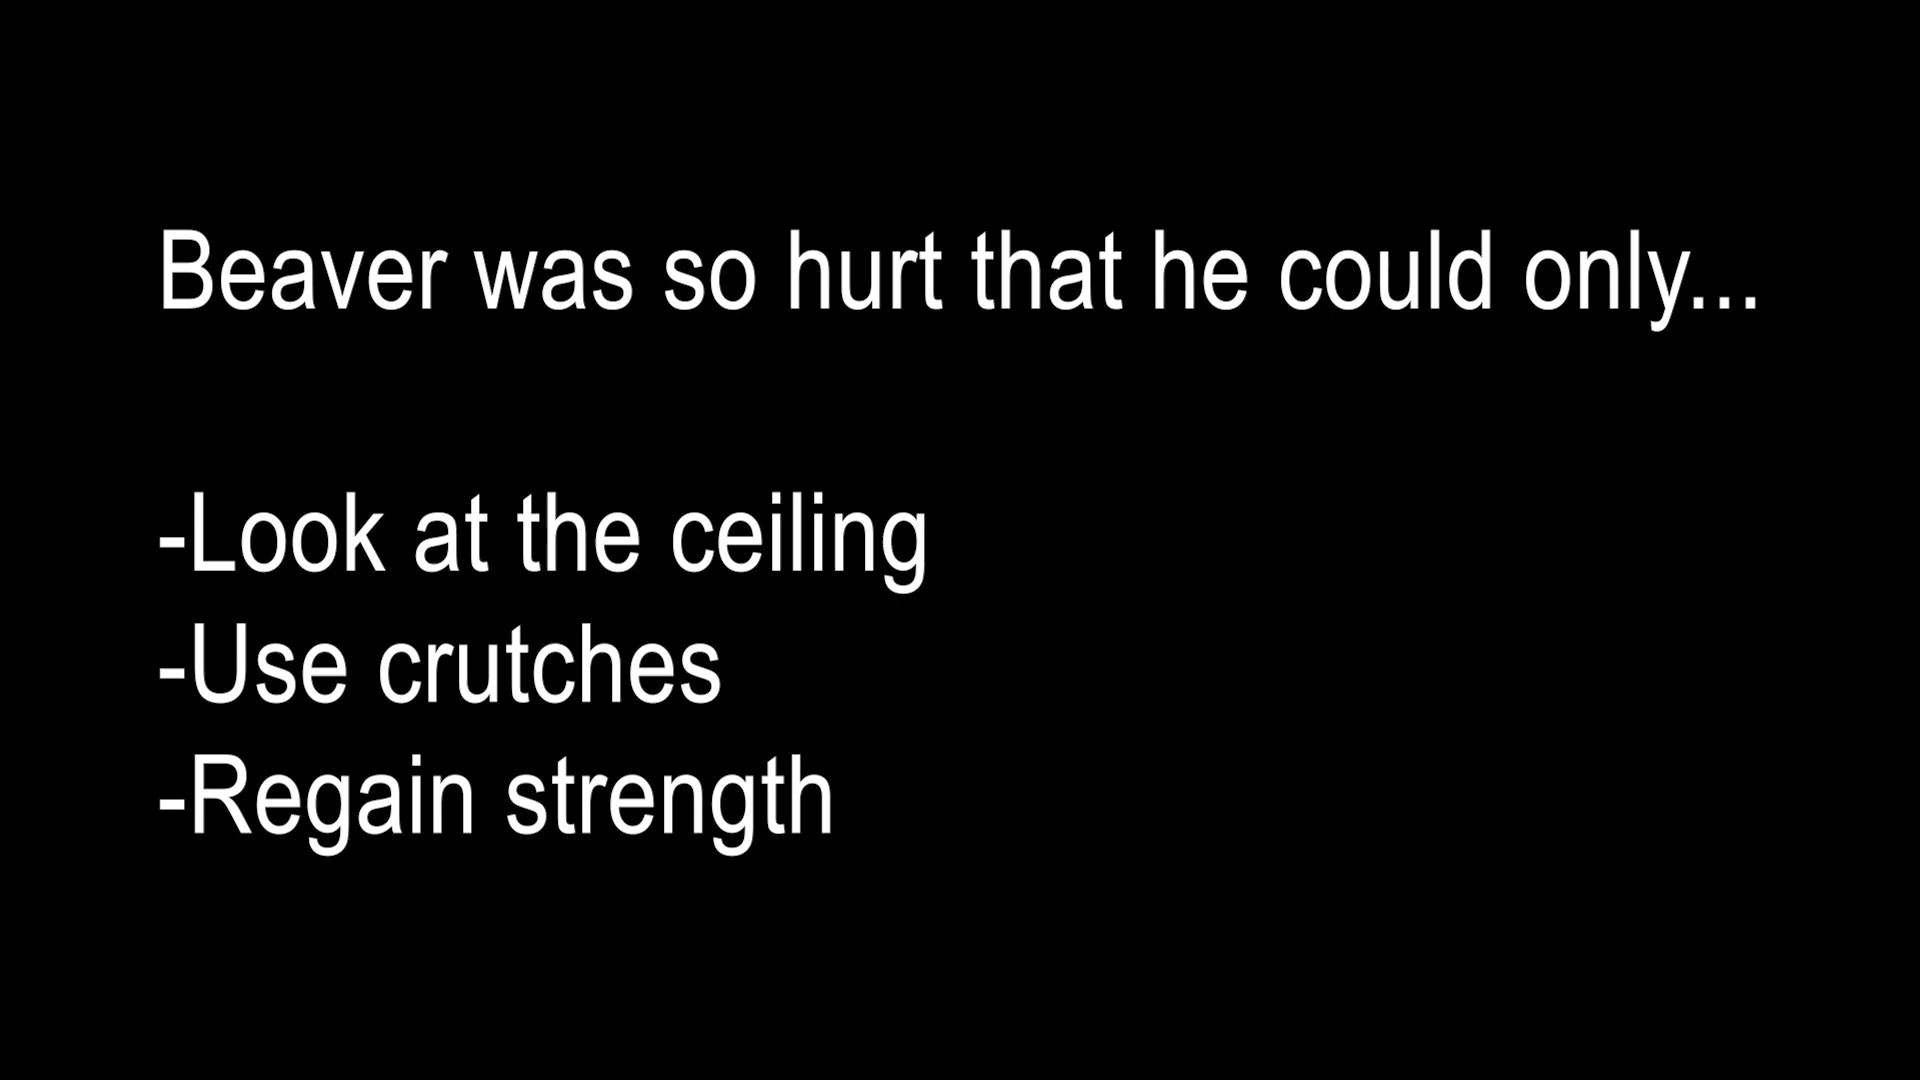 Beaver was so hurt that he could only...
-Look at the ceiling
-Use crutches
-Regain strength